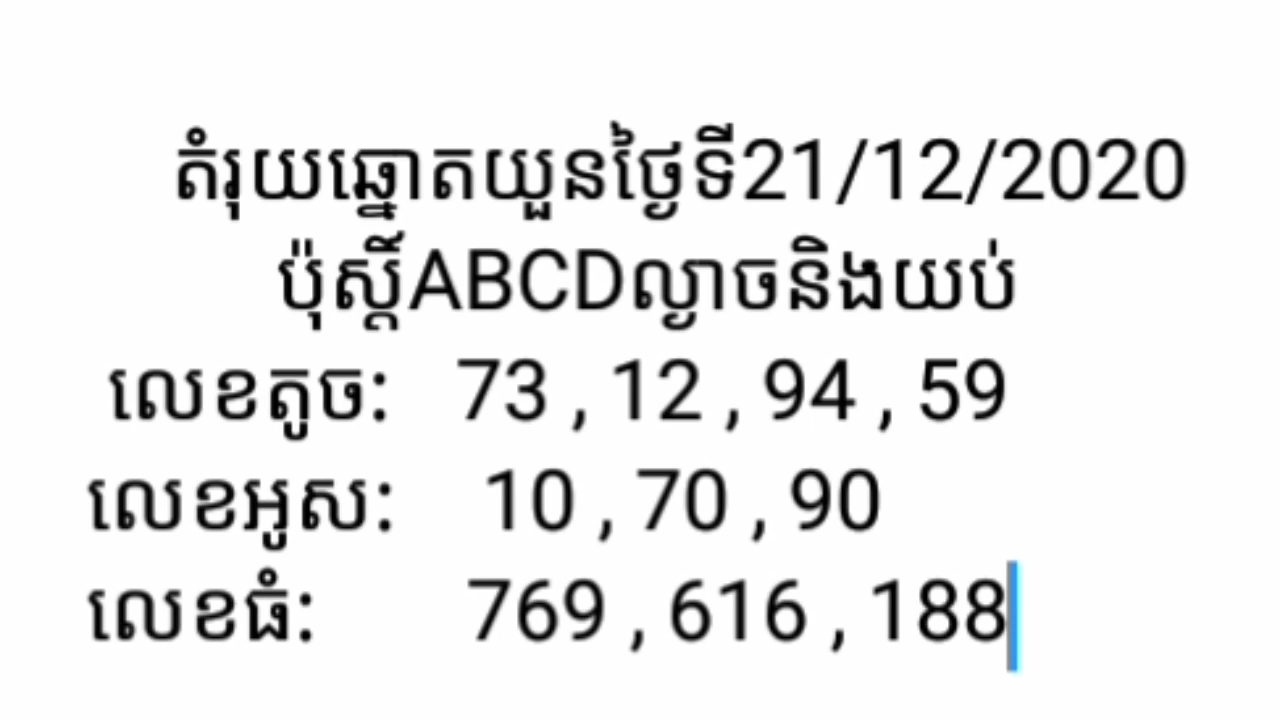 តំរុយឆ្នោតយួនថ្ងៃទី21/12/2020
ប៉ុស្តិ៍ABCDល្ងាចនិងយប់
លេខតូច: 73 , 12 , 94 , 59
លេខអូស: 10 , 70 , 90
លេខធំ: 769 , 616 , 188